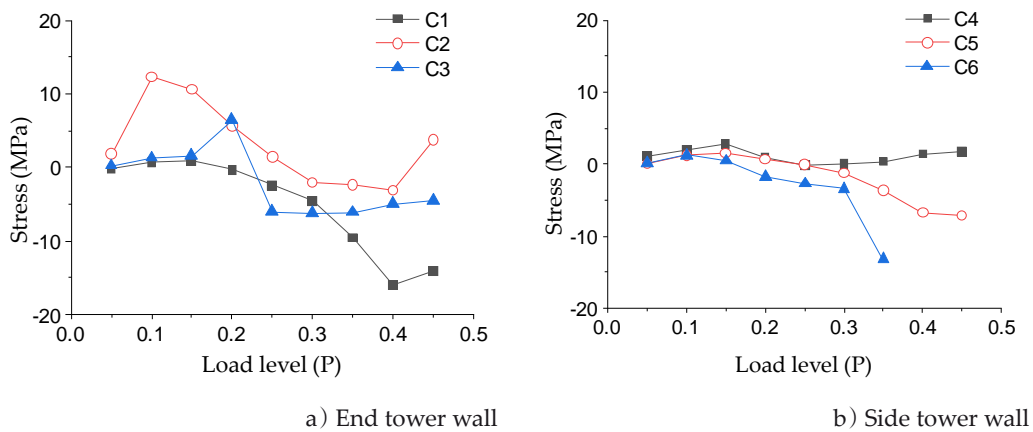 20
10
0
-10
-20
0.0
0.1
0.2
0.3
0.4
0.5
Stress (MPa)
Load level (P)
C1
C2
C3
a) End tower wall
20
10
0
-10
-20
0.0
0.1
0.2
0.3
0.4
0.5
Stress (MPa)
Load level (P)
C4
C5
C6
b) Side tower wall